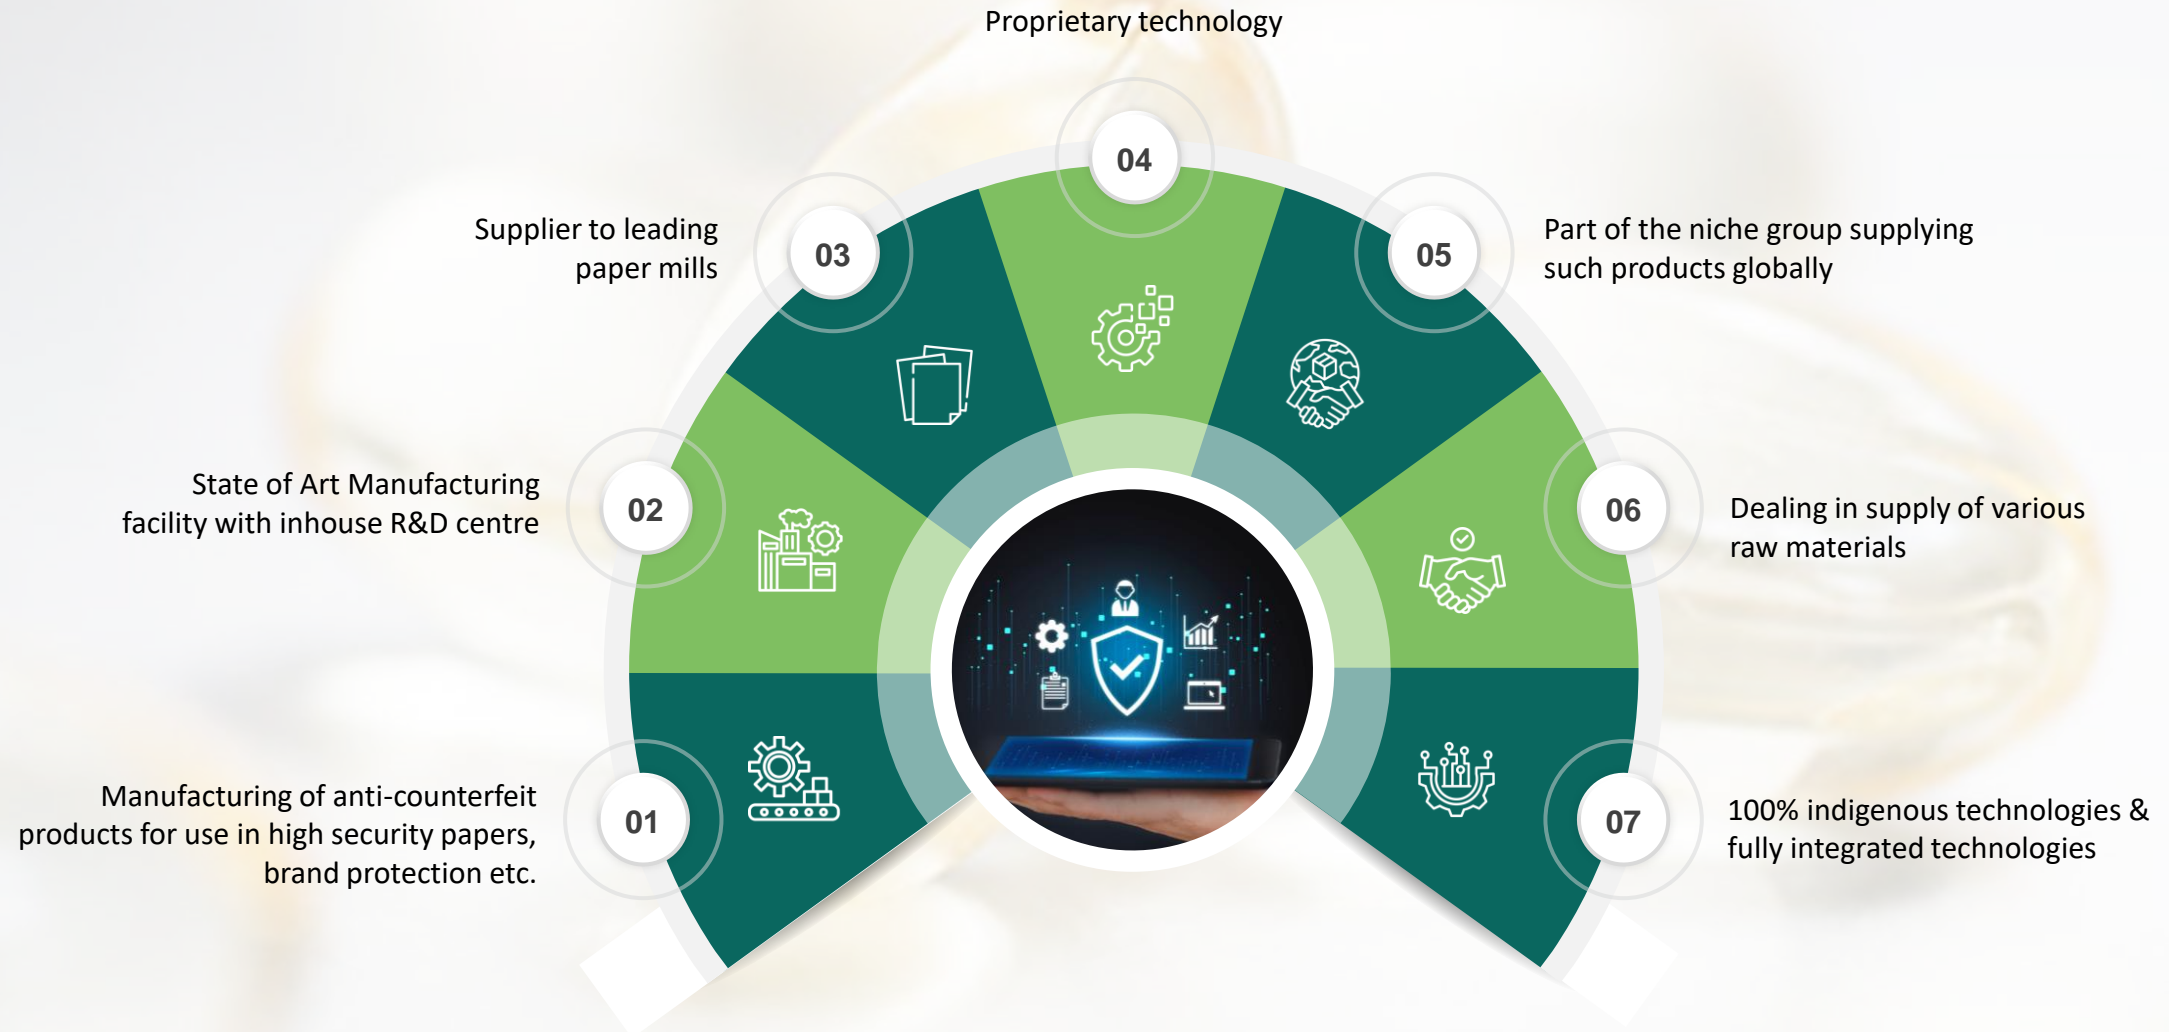 Proprietary technology
04
03
Supplier to leading
paper mills
05
Part of the niche group supplying
such products globally
02
State of Art Manufacturing
facility with inhouse R&D centre
06
Dealing in supply of various
raw materials
01
Manufacturing of anti-counterfeit
products for use in high security papers,
brand protection etc.
07
100% indigenous technologies &
fully integrated technologies